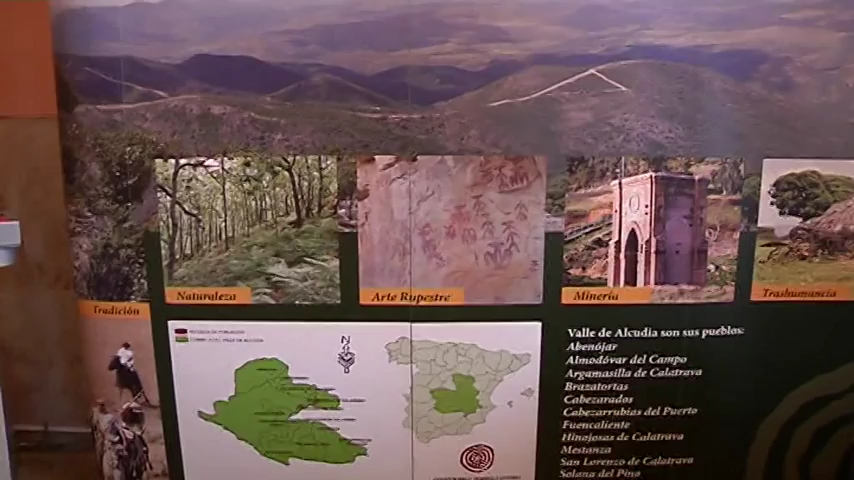 Naturaleza
Arte Rupestre
Minería
Trashumancia
Tradición
N
Valle de Alcudia son sus pueblos:
Abenójar
Almodóvar del Campo
Argamasilla de Calatrava
Brazatortas
Cabezarados
Cabezarrubias del Puerto
Fuencaliente
Hinojosas de Calatrava
Mestanza
San Lorenzo de Calatrava
Solana del Pino